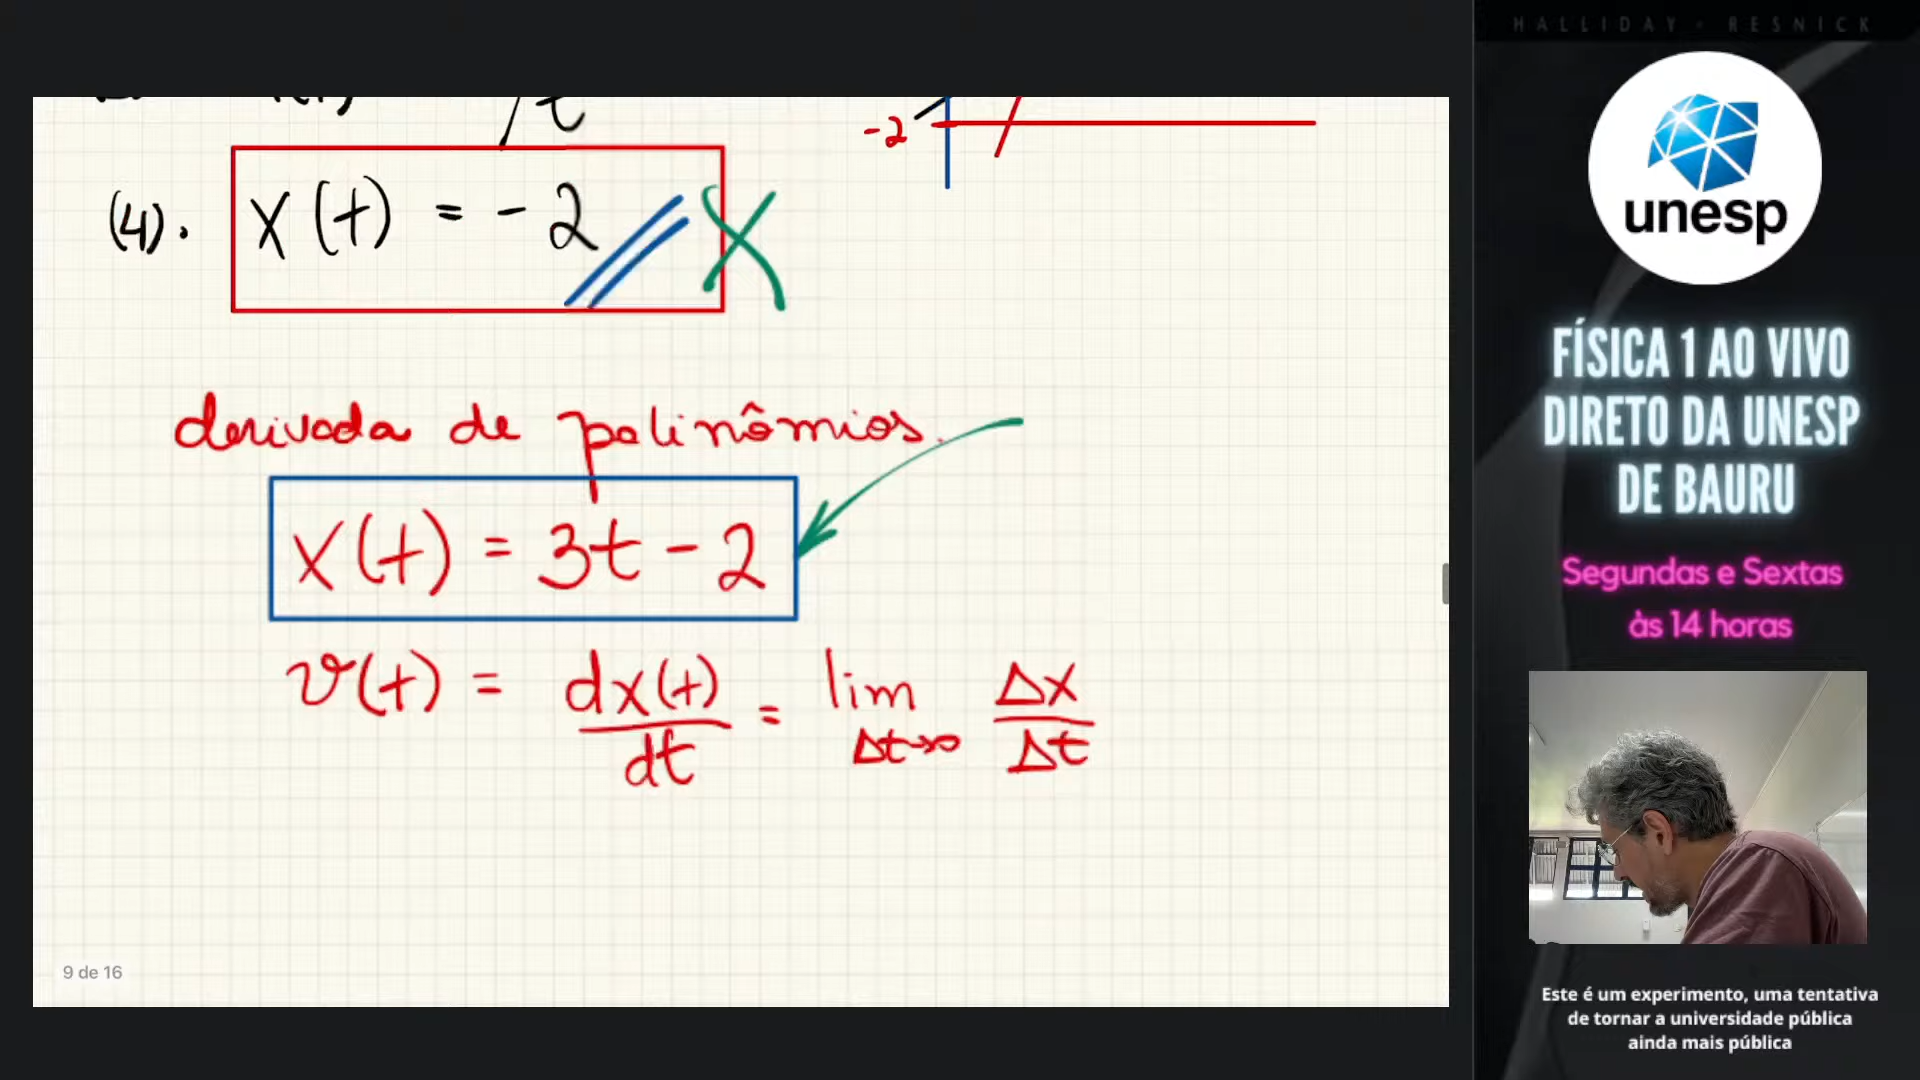 HALLIDAY · RESNICK
t
-2
(4). X(t) = -2
derivada de polinômios.
X(t) = 3t - 2
v(t) = dx(t)/dt = lim Δt→0 Δx/Δt
9 de 16
unesp
FÍSICA 1 AO VIVO
DIRETO DA UNESP
DE BAURU
Segundas e Sextas
às 14 horas
Este é um experimento, uma tentativa
de tornar a universidade pública
ainda mais pública